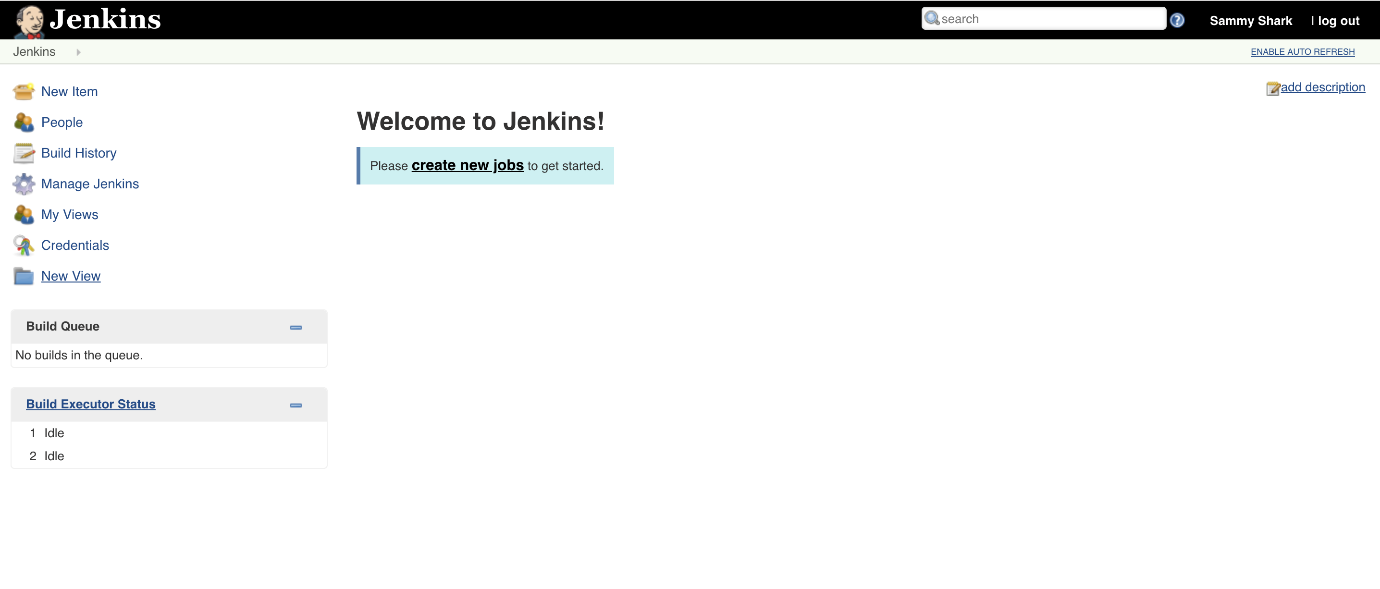 Jenkins
search
Sammy Shark | log out
Jenkins
ENABLE AUTO REFRESH
New Item
People
Build History
Manage Jenkins
My Views
Credentials
New View
Build Queue
No builds in the queue.
Build Executor Status
1 Idle
2 Idle
add description
Welcome to Jenkins!
Please create new jobs to get started.